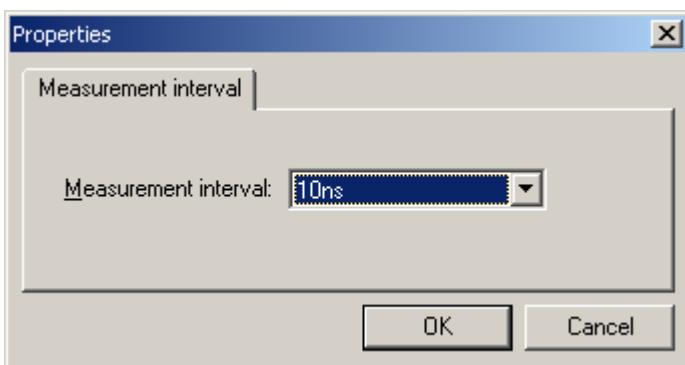 Properties
Measurement interval
Measurement interval: 10ns
OK Cancel